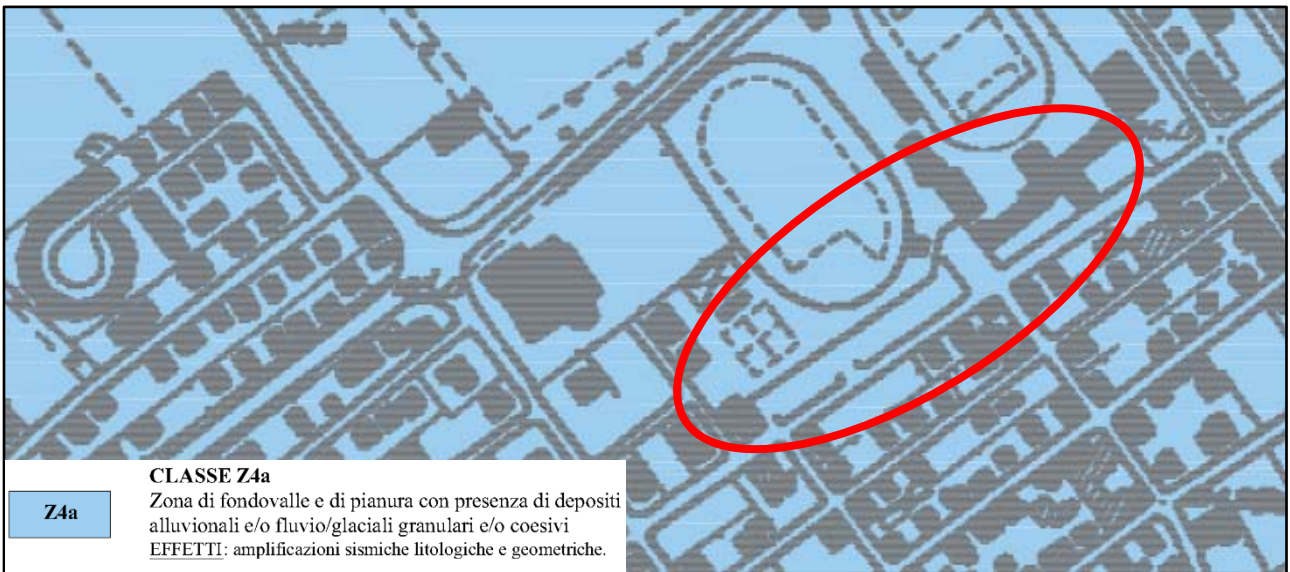 CLASSE Z4a
Z4a
Zona di fondovalle e di pianura con presenza di depositi
alluvionali e/o fluvio/glaciali granulari e/o coesivi
EFFETTI: amplificazioni sismiche litologiche e geometriche.